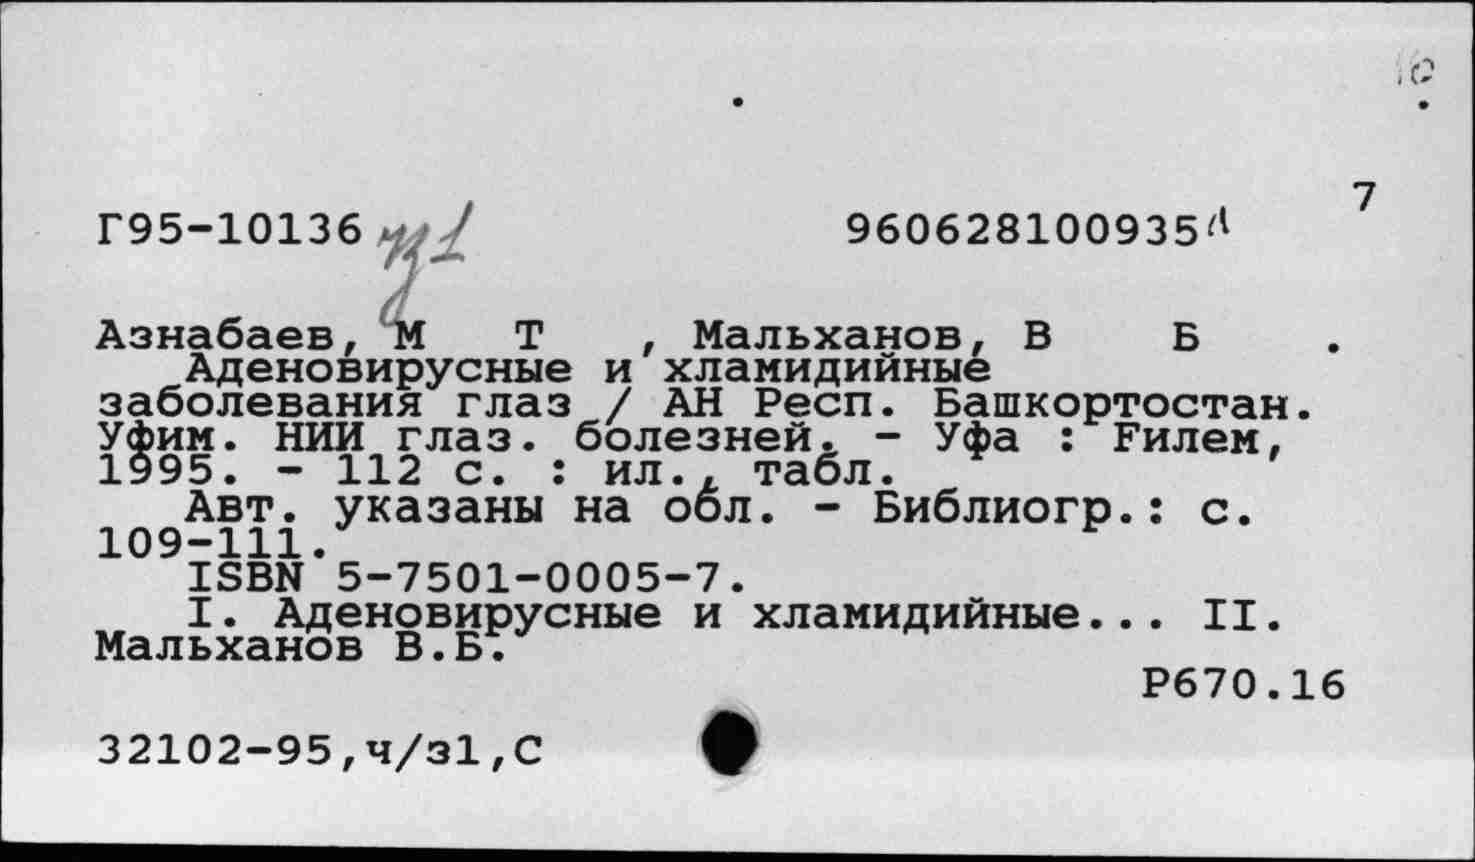 7
Г95-10136 960628100935
Азнабаев, М Т , Мальханов, В Б .
Аденовирусные и хламидийные
заболевания глаз / АН Респ. Башкортостан.
Уфим. НИИ глаз. болезней. - Уфа : Гилем,
1995. - 112 с. : ил., табл.
Авт. указаны на обл. - Библиогр.: с.
109-111.
ISBN 5-7501-0005-7.
I. Аденовирусные и хламидийные... II.
Мальханов В.Б.
Р670.16
32102-95,ч/з1,С